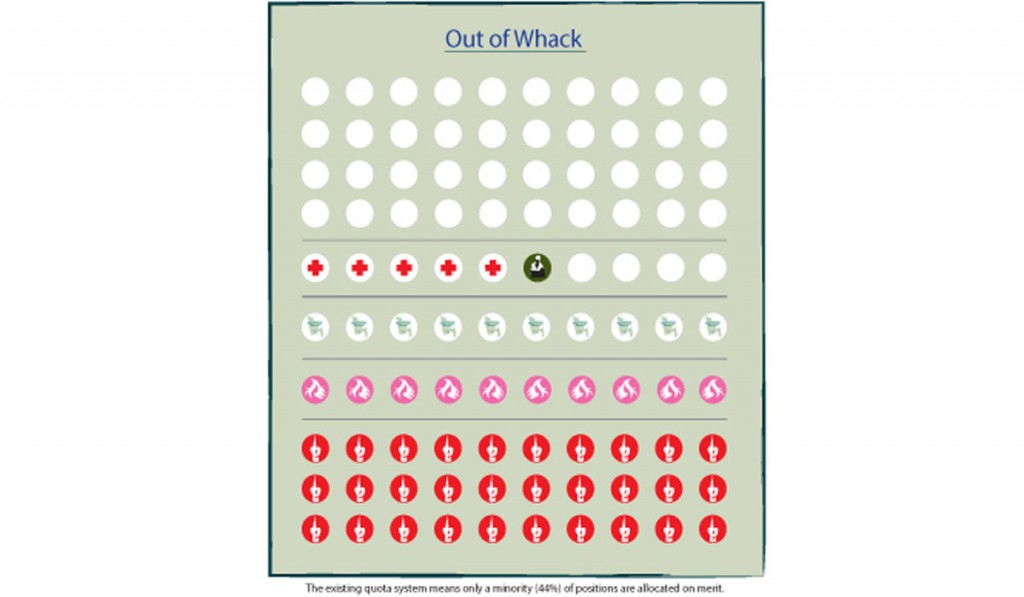 Out of Whack
The existing quota system means only a minority (44%) of positions are allocated on merit.